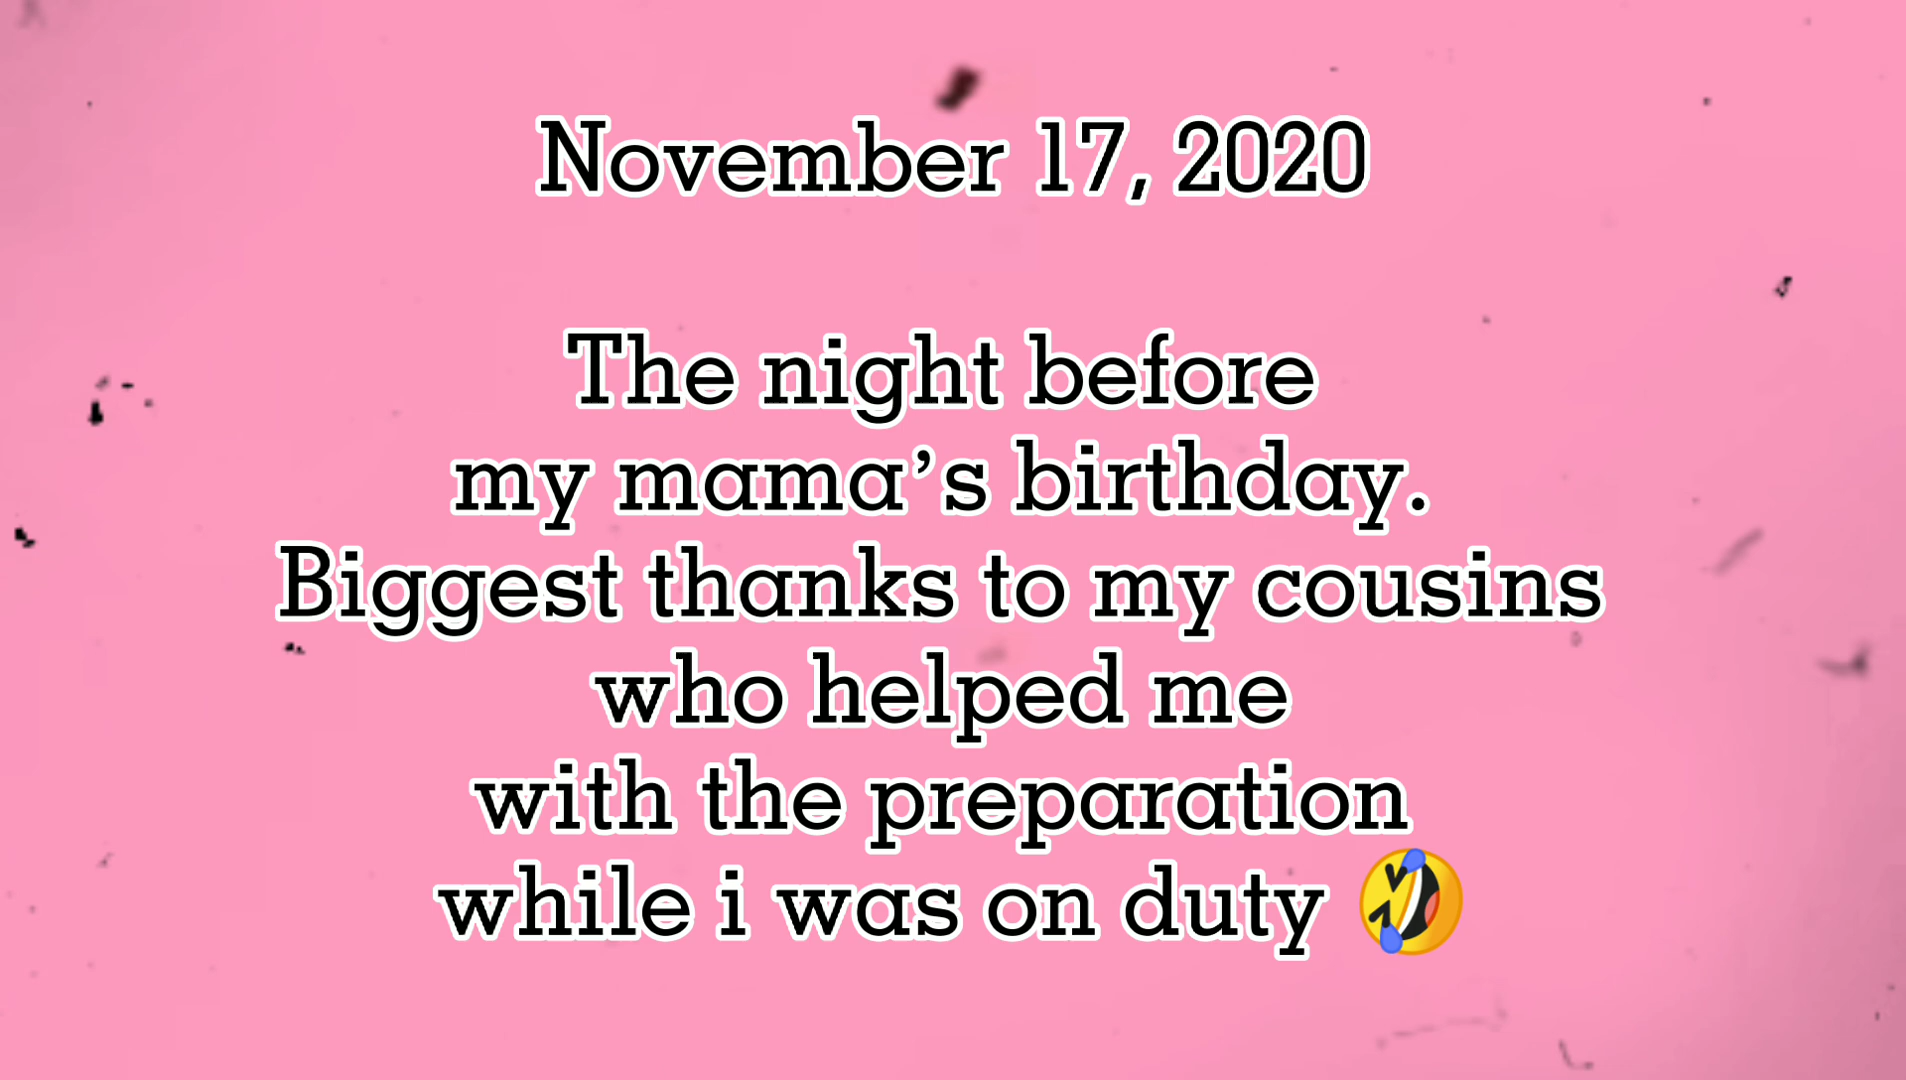 November 17, 2020
The night before
my mama’s birthday.
Biggest thanks to my cousins
who helped me
with the preparation
while i was on duty 🤣